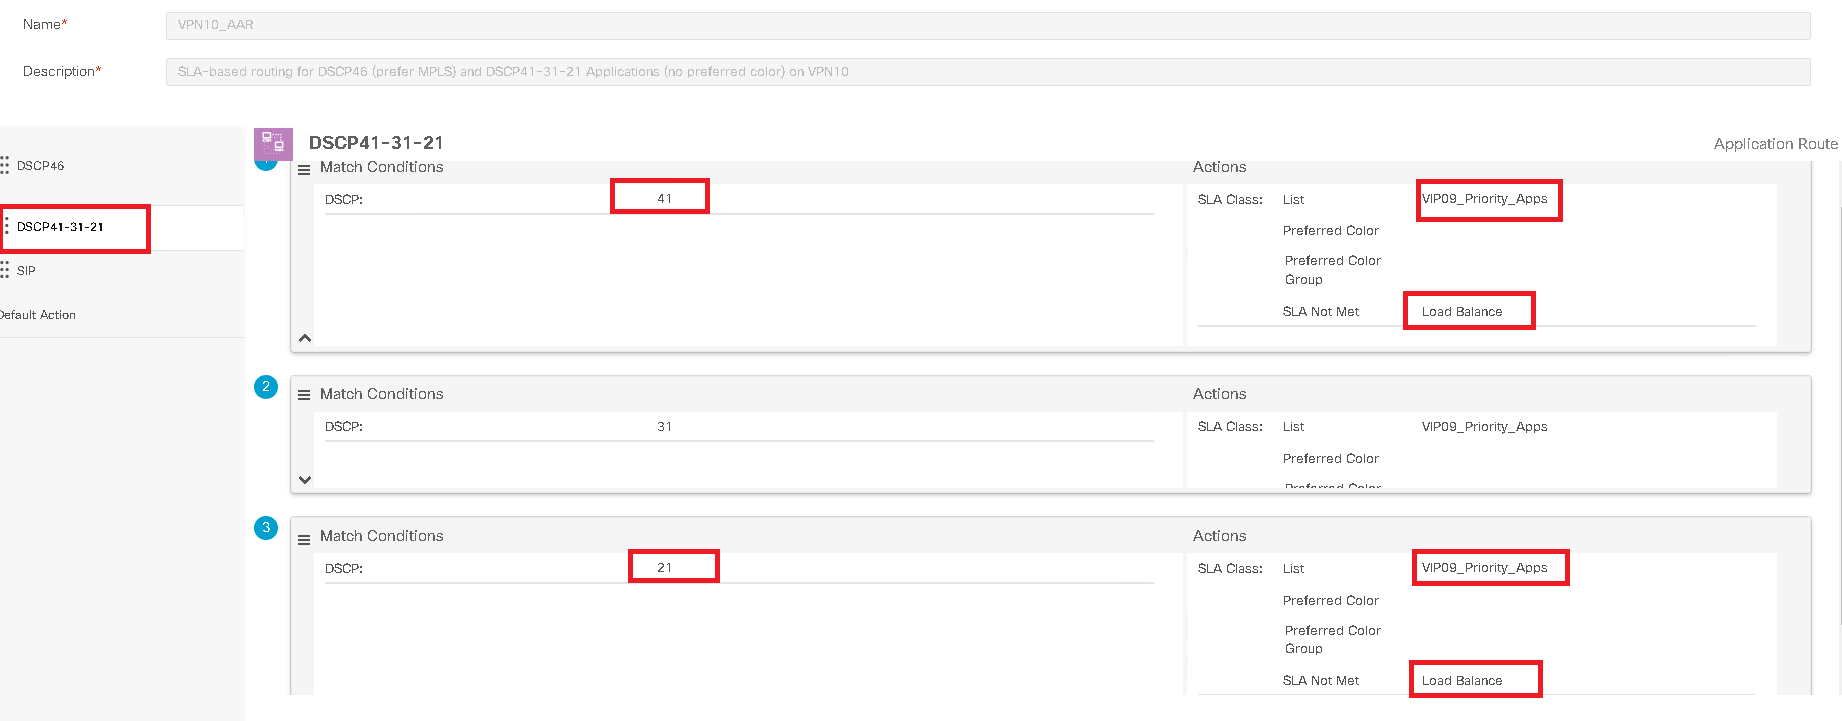 Name* VPN10_AAR
Description* SLA-based routing for DSCP46 (prefer MPLS) and DSCP41-31-21 Applications (no preferred color) on VPN10
DSCP46
DSCP41-31-21
SIP
Default Action
DSCP41-31-21 Application Route
Match Conditions Actions
DSCP: 41 SLA Class: List VIP09_Priority_Apps
Preferred Color
Preferred Color
Group
SLA Not Met Load Balance
2 Match Conditions Actions
DSCP: 31 SLA Class: List VIP09_Priority_Apps
Preferred Color
Preferred Color
3 Match Conditions Actions
DSCP: 21 SLA Class: List VIP09_Priority_Apps
Preferred Color
Preferred Color
Group
SLA Not Met Load Balance